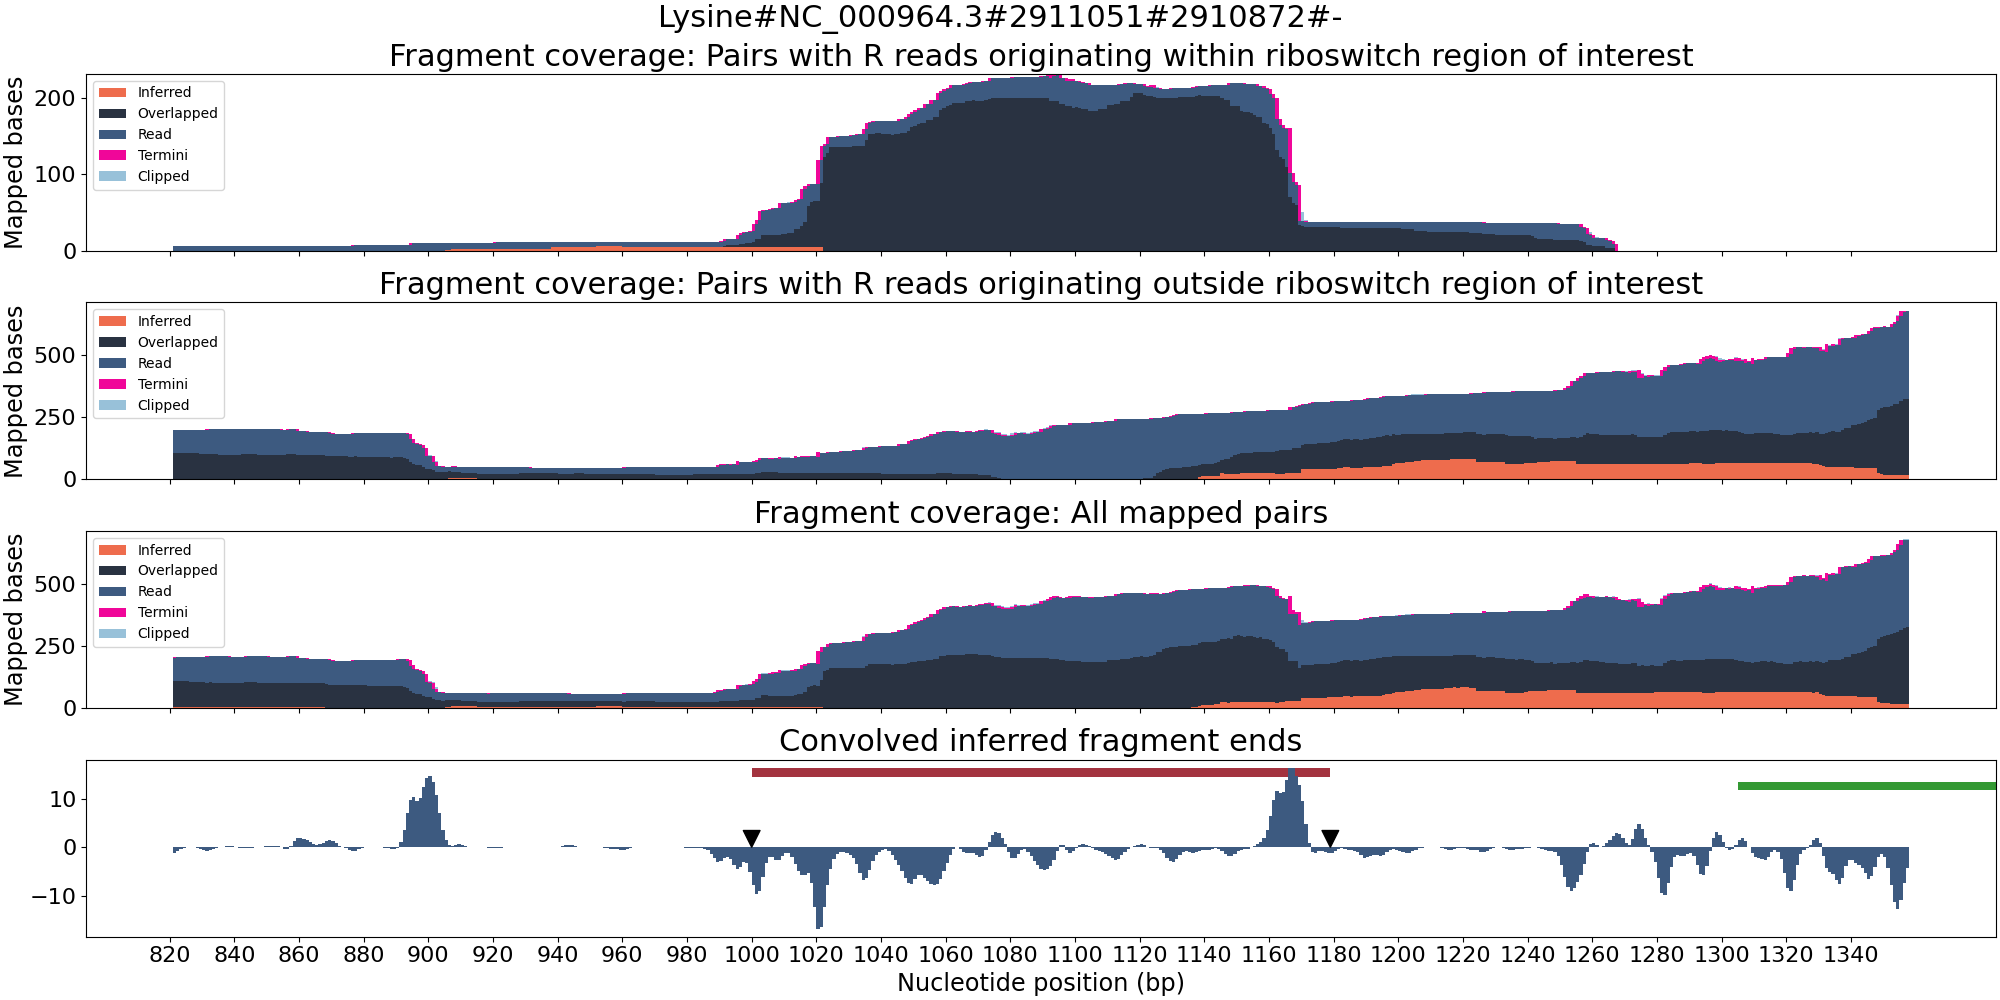 Lysine#NC_000964.3#2911051#2910872#-
Fragment coverage: Pairs with R reads originating within riboswitch region of interest
Mapped bases
200
100
0
Inferred
Overlapped
Read
Termini
Clipped
Fragment coverage: Pairs with R reads originating outside riboswitch region of interest
Mapped bases
500
250
0
Inferred
Overlapped
Read
Termini
Clipped
Fragment coverage: All mapped pairs
Mapped bases
500
250
0
Inferred
Overlapped
Read
Termini
Clipped
Convolved inferred fragment ends
10
0
−10
820 840 860 880 900 920 940 960 980 1000 1020 1040 1060 1080 1100 1120 1140 1160 1180 1200 1220 1240 1260 1280 1300 1320 1340
Nucleotide position (bp)